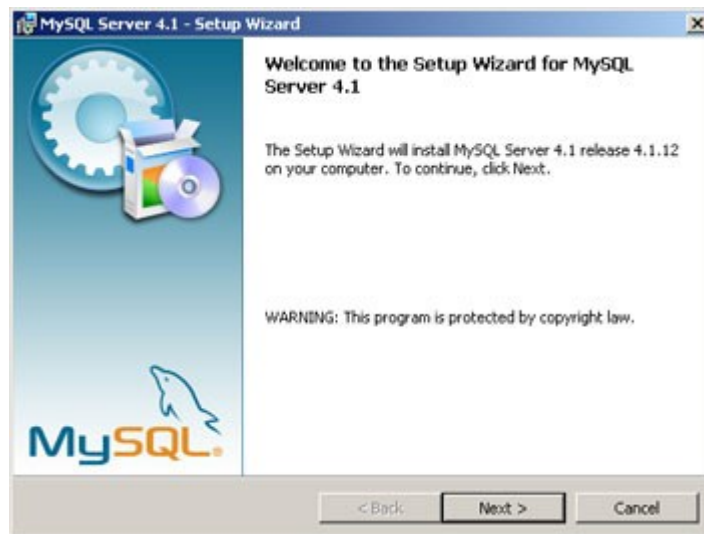 MySQL Server 4.1 - Setup Wizard
Welcome to the Setup Wizard for MySQL
Server 4.1
The Setup Wizard will install MySQL Server 4.1 release 4.1.12
on your computer. To continue, click Next.
WARNING: This program is protected by copyright law.
MySQL®
< Back
Next >
Cancel